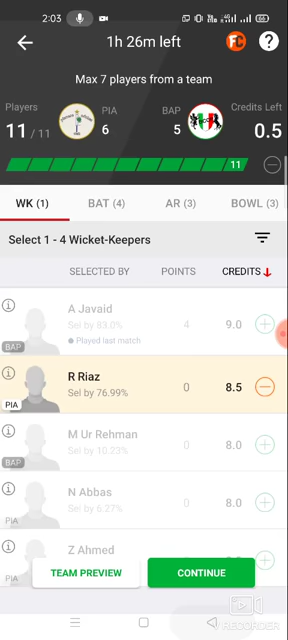 2:03
66
1h 26m left
FC
?
Max 7 players from a team
Players
11 / 11
PIA
6
BAP
5
Credits Left
0.5
11
WK (1)
BAT (4)
AR (3)
BOWL (3)
Select 1 - 4 Wicket-Keepers
SELECTED BY
POINTS
CREDITS
A Javaid
Sel by 83.0%
Played last match
4
9.0
BAP
R Riaz
Sel by 76.99%
0
8.5
PIA
M Ur Rehman
Sel by 10.23%
0
8.0
BAP
N Abbas
Sel by 6.27%
0
8.0
PIA
Z Ahmed
PIA
TEAM PREVIEW
CONTINUE
RECORDER